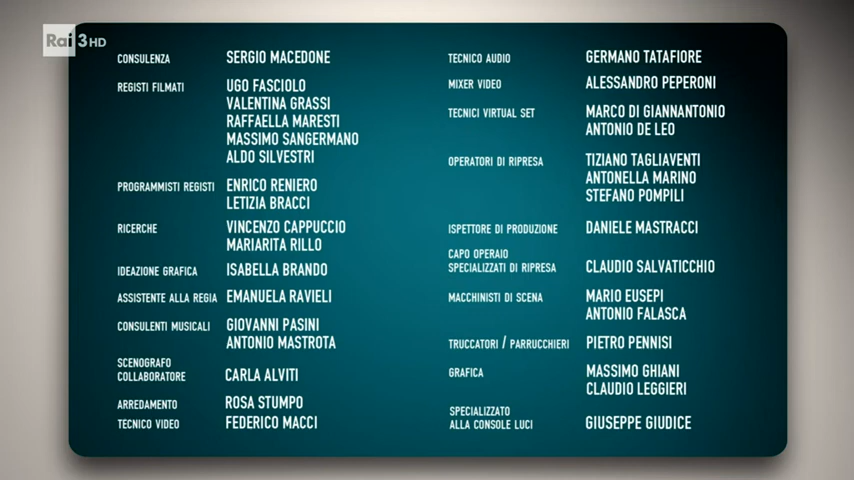 Rai 3HD
CONSULENZA SERGIO MACEDONE
REGISTI FILMATI UGO FASCIOLO
VALENTINA GRASSI
RAFFAELLA MARESTI
MASSIMO SANGERMANO
ALDO SILVESTRI
PROGRAMMISTI REGISTI ENRICO RENIERO
LETIZIA BRACCI
RICERCHE VINCENZO CAPPUCCIO
MARIARITA RILLO
IDEAZIONE GRAFICA ISABELLA BRANDO
ASSISTENTE ALLA REGIA EMANUELA RAVIELI
CONSULENTI MUSICALI GIOVANNI PASINI
ANTONIO MASTROTA
SCENOGRAFO
COLLABORATORE CARLA ALVITI
ARREDAMENTO ROSA STUMPO
TECNICO VIDEO FEDERICO MACCI
TECNICO AUDIO GERMANO TATAFIORE
MIXER VIDEO ALESSANDRO PEPERONI
TECNICI VIRTUAL SET MARCO DI GIANNANTONIO
ANTONIO DE LEO
OPERATORI DI RIPRESA TIZIANO TAGLIAVENTI
ANTONELLA MARINO
STEFANO POMPILI
ISPETTORE DI PRODUZIONE DANIELE MASTRACCI
CAPO OPERAIO
SPECIALIZZATI DI RIPRESA CLAUDIO SALVATICCHIO
MACCHINISTI DI SCENA MARIO EUSEPI
ANTONIO FALASCA
TRUCCATORI / PARRUCCHIERI PIETRO PENNISI
GRAFICA MASSIMO GHIANI
CLAUDIO LEGGIERI
SPECIALIZZATO
ALLA CONSOLE LUCI GIUSEPPE GIUDICE